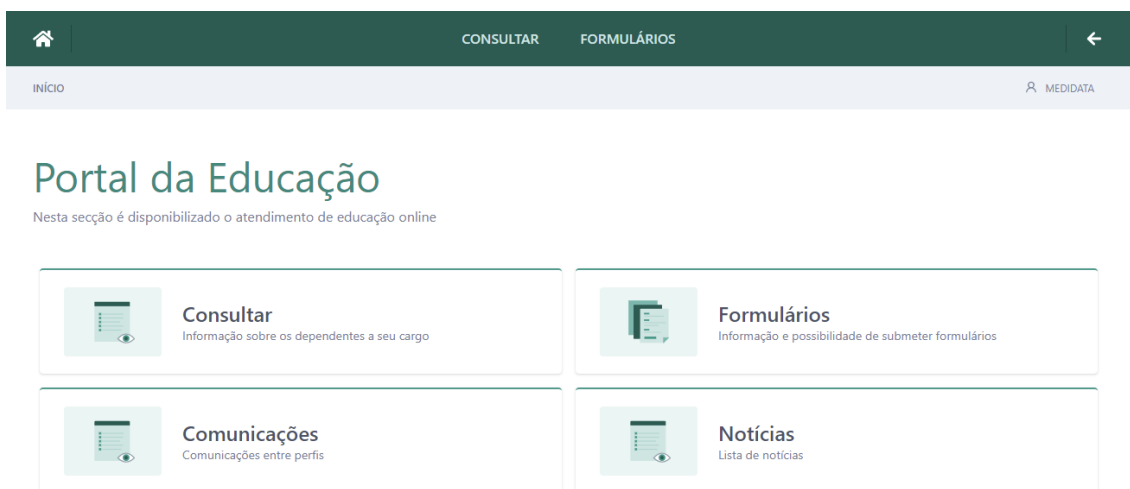 CONSULTAR FORMULÁRIOS
INÍCIO MEDIDATA
Portal da Educação
Nesta secção é disponibilizado o atendimento de educação online
Consultar
Informação sobre os dependentes a seu cargo
Formulários
Informação e possibilidade de submeter formulários
Comunicações
Comunicações entre perfis
Notícias
Lista de notícias